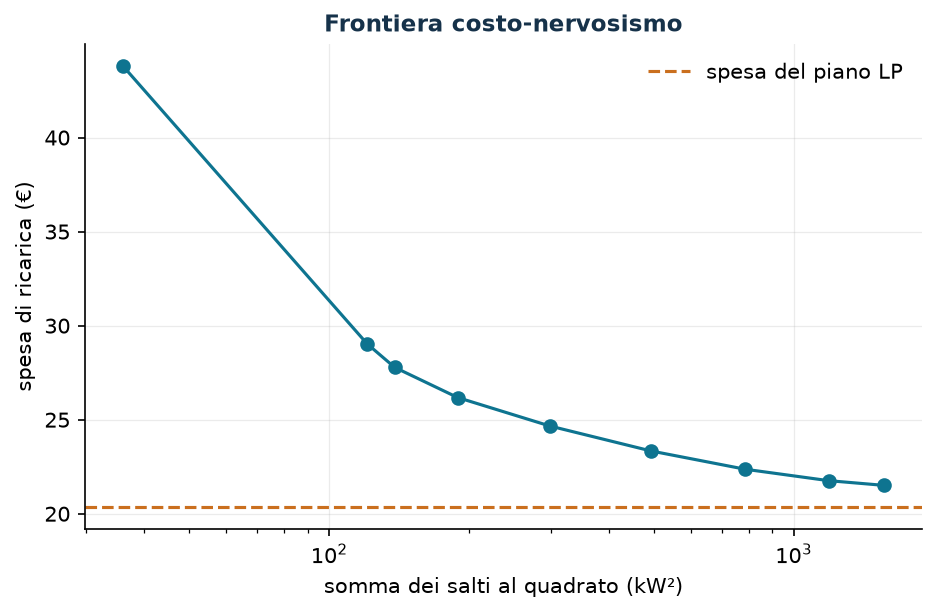 Frontiera costo-nervosismo
spesa del piano LP
spesa di ricarica (€)
40
35
30
25
20
10²
10³
somma dei salti al quadrato (kW²)